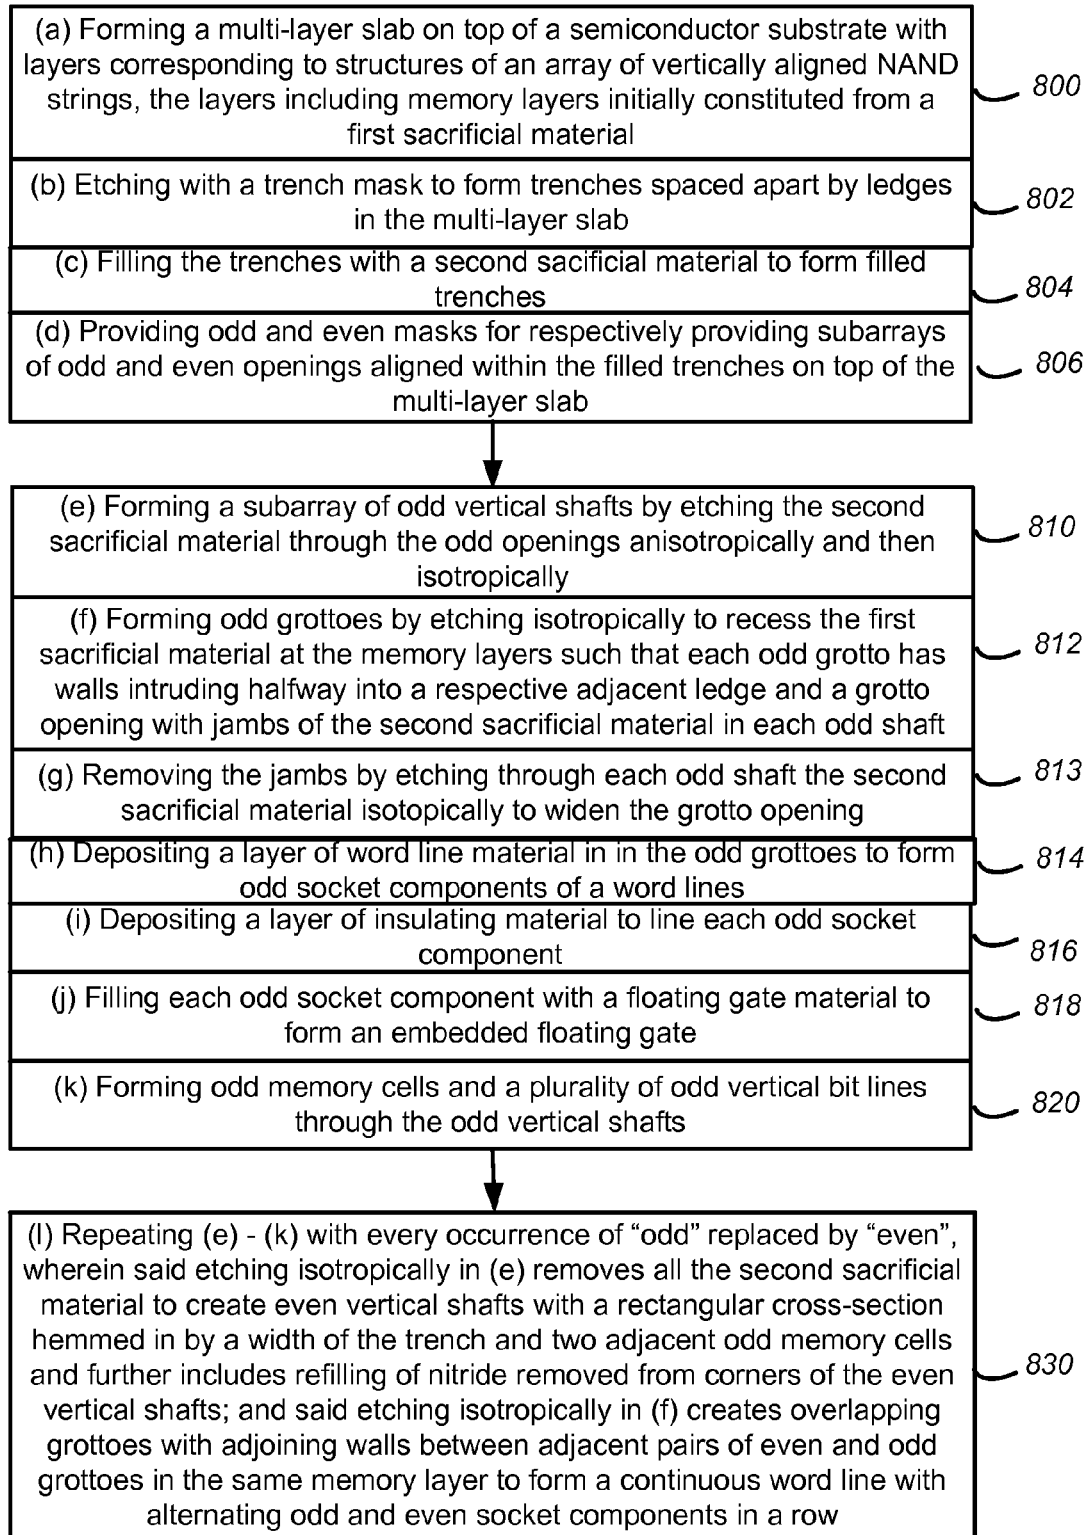 (a) Forming a multi-layer slab on top of a semiconductor substrate with
layers corresponding to structures of an array of vertically aligned NAND
strings, the layers including memory layers initially constituted from a
first sacrificial material
800
(b) Etching with a trench mask to form trenches spaced apart by ledges
in the multi-layer slab
802
(c) Filling the trenches with a second sacificial material to form filled
trenches
804
(d) Providing odd and even masks for respectively providing subarrays
of odd and even openings aligned within the filled trenches on top of the
multi-layer slab
806
(e) Forming a subarray of odd vertical shafts by etching the second
sacrificial material through the odd openings anisotropically and then
isotropically
810
(f) Forming odd grottoes by etching isotropically to recess the first
sacrificial material at the memory layers such that each odd grotto has
walls intruding halfway into a respective adjacent ledge and a grotto
opening with jambs of the second sacrificial material in each odd shaft
812
(g) Removing the jambs by etching through each odd shaft the second
sacrificial material isotopically to widen the grotto opening
813
(h) Depositing a layer of word line material in in the odd grottoes to form
odd socket components of a word lines
814
(i) Depositing a layer of insulating material to line each odd socket
component
816
(j) Filling each odd socket component with a floating gate material to
form an embedded floating gate
818
(k) Forming odd memory cells and a plurality of odd vertical bit lines
through the odd vertical shafts
820
(l) Repeating (e) - (k) with every occurrence of “odd” replaced by “even”,
wherein said etching isotropically in (e) removes all the second sacrificial
material to create even vertical shafts with a rectangular cross-section
hemmed in by a width of the trench and two adjacent odd memory cells
and further includes refilling of nitride removed from corners of the even
vertical shafts; and said etching isotropically in (f) creates overlapping
grottoes with adjoining walls between adjacent pairs of even and odd
grottoes in the same memory layer to form a continuous word line with
alternating odd and even socket components in a row
830